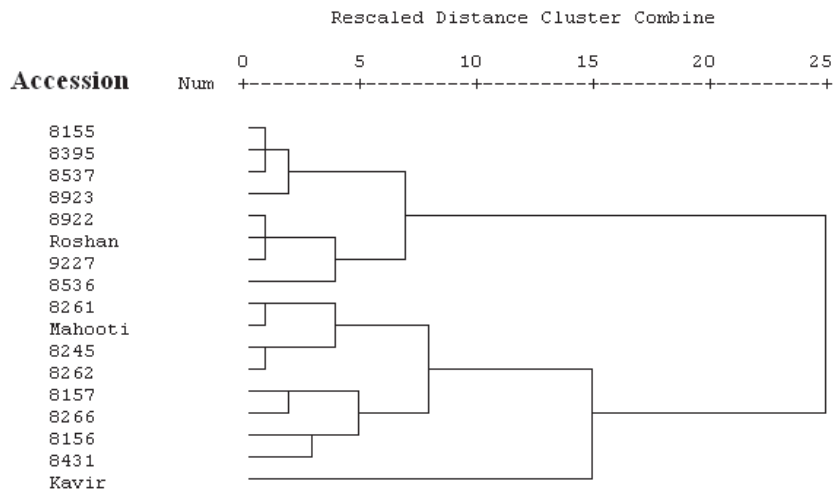 Rescaled Distance Cluster Combine
0 5 10 15 20 25
Accession Num +---------+---------+---------+---------+---------+
8155
8395
8537
8923
8922
Roshan
9227
8536
8261
Mahooti
8245
8262
8157
8266
8156
8431
Kavir